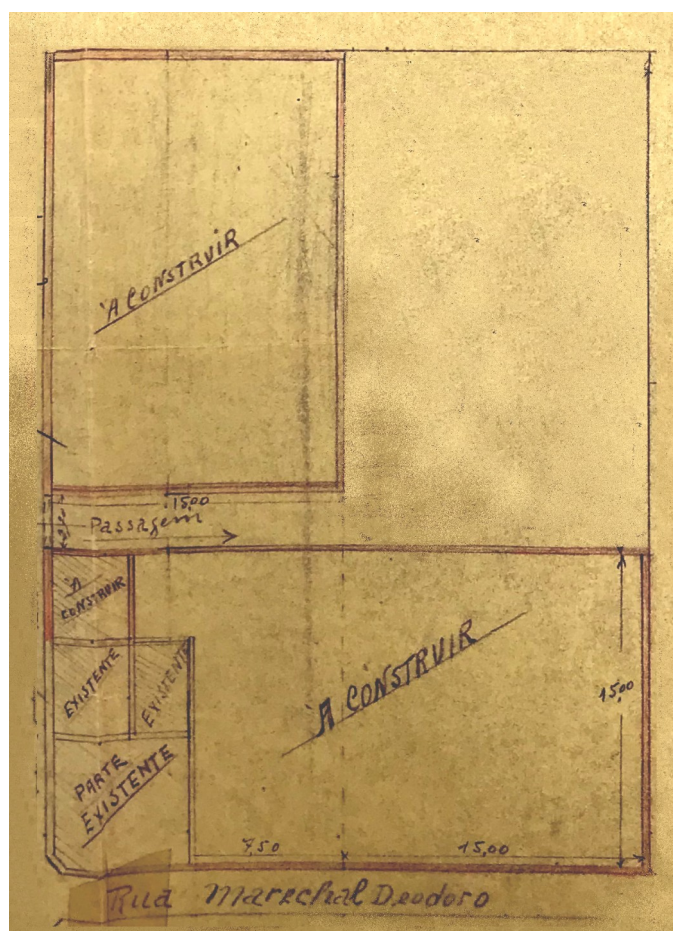 'A CONSTRUIR
15,00
Passagem
'A
CONSTRUIR
EXISTENTE
EXISTENTE
'A CONSTRUIR
15,00
PARTE
EXISTENTE
7,50
15,00
Rua Marechal Deodoro